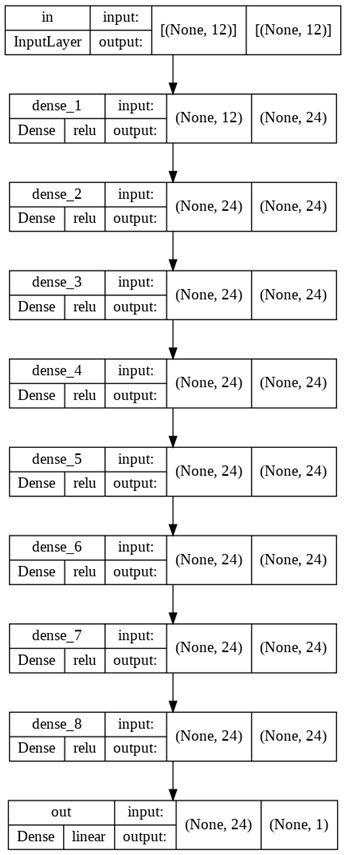 in input: [(None, 12)] [(None, 12)]
InputLayer output:
dense_1 input: (None, 12) (None, 24)
Dense relu output:
dense_2 input: (None, 24) (None, 24)
Dense relu output:
dense_3 input: (None, 24) (None, 24)
Dense relu output:
dense_4 input: (None, 24) (None, 24)
Dense relu output:
dense_5 input: (None, 24) (None, 24)
Dense relu output:
dense_6 input: (None, 24) (None, 24)
Dense relu output:
dense_7 input: (None, 24) (None, 24)
Dense relu output:
dense_8 input: (None, 24) (None, 24)
Dense relu output:
out input: (None, 24) (None, 1)
Dense linear output: